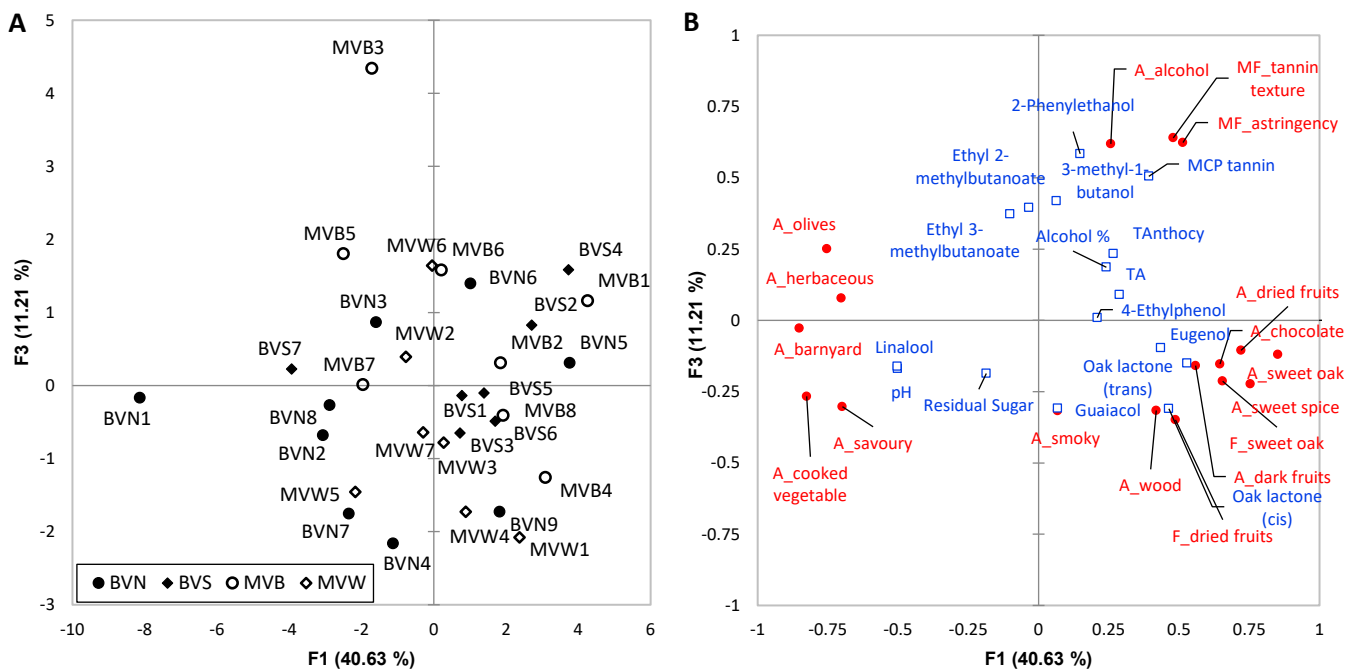 A
5
4
3
2
1
0
-1
-2
-3
F3 (11.21 %)
-10
-8
-6
-4
-2
0
2
4
6
F1 (40.63 %)
MVB3
MVB5
MVW6
MVB6
BVS4
BVN6
MVB1
BVN3
BVS2
MVW2
MVB2
BVN5
BVS7
MVB7
BVN1
BVS5
BVN8
BVS1
MVB8
BVN2
BVS6
BVS3
MVW7
MVW3
MVB4
MVW5
BVN7
BVN9
MVW4
MVW1
BVN4
BVN
BVS
MVB
MVW
B
1
0.75
0.5
0.25
0
-0.25
-0.5
-0.75
-1
F3 (11.21 %)
-1
-0.75
-0.5
-0.25
0
0.25
0.5
0.75
1
F1 (40.63 %)
A_alcohol
MF_tannin
texture
2-Phenylethanol
MF_astringency
Ethyl 2-
methylbutanoate
3-methyl-1-
butanol
MCP tannin
A_olives
Ethyl 3-
methylbutanoate
Alcohol %
TAnthocy
A_herbaceous
TA
A_dried fruits
4-Ethylphenol
A_barnyard
Linalool
Eugenol
A_chocolate
Oak lactone
(trans)
A_sweet oak
pH
Residual Sugar
Guaiacol
A_sweet spice
A_savoury
A_smoky
F_sweet oak
A_cooked
vegetable
A_wood
A_dark fruits
Oak lactone
(cis)
F_dried fruits